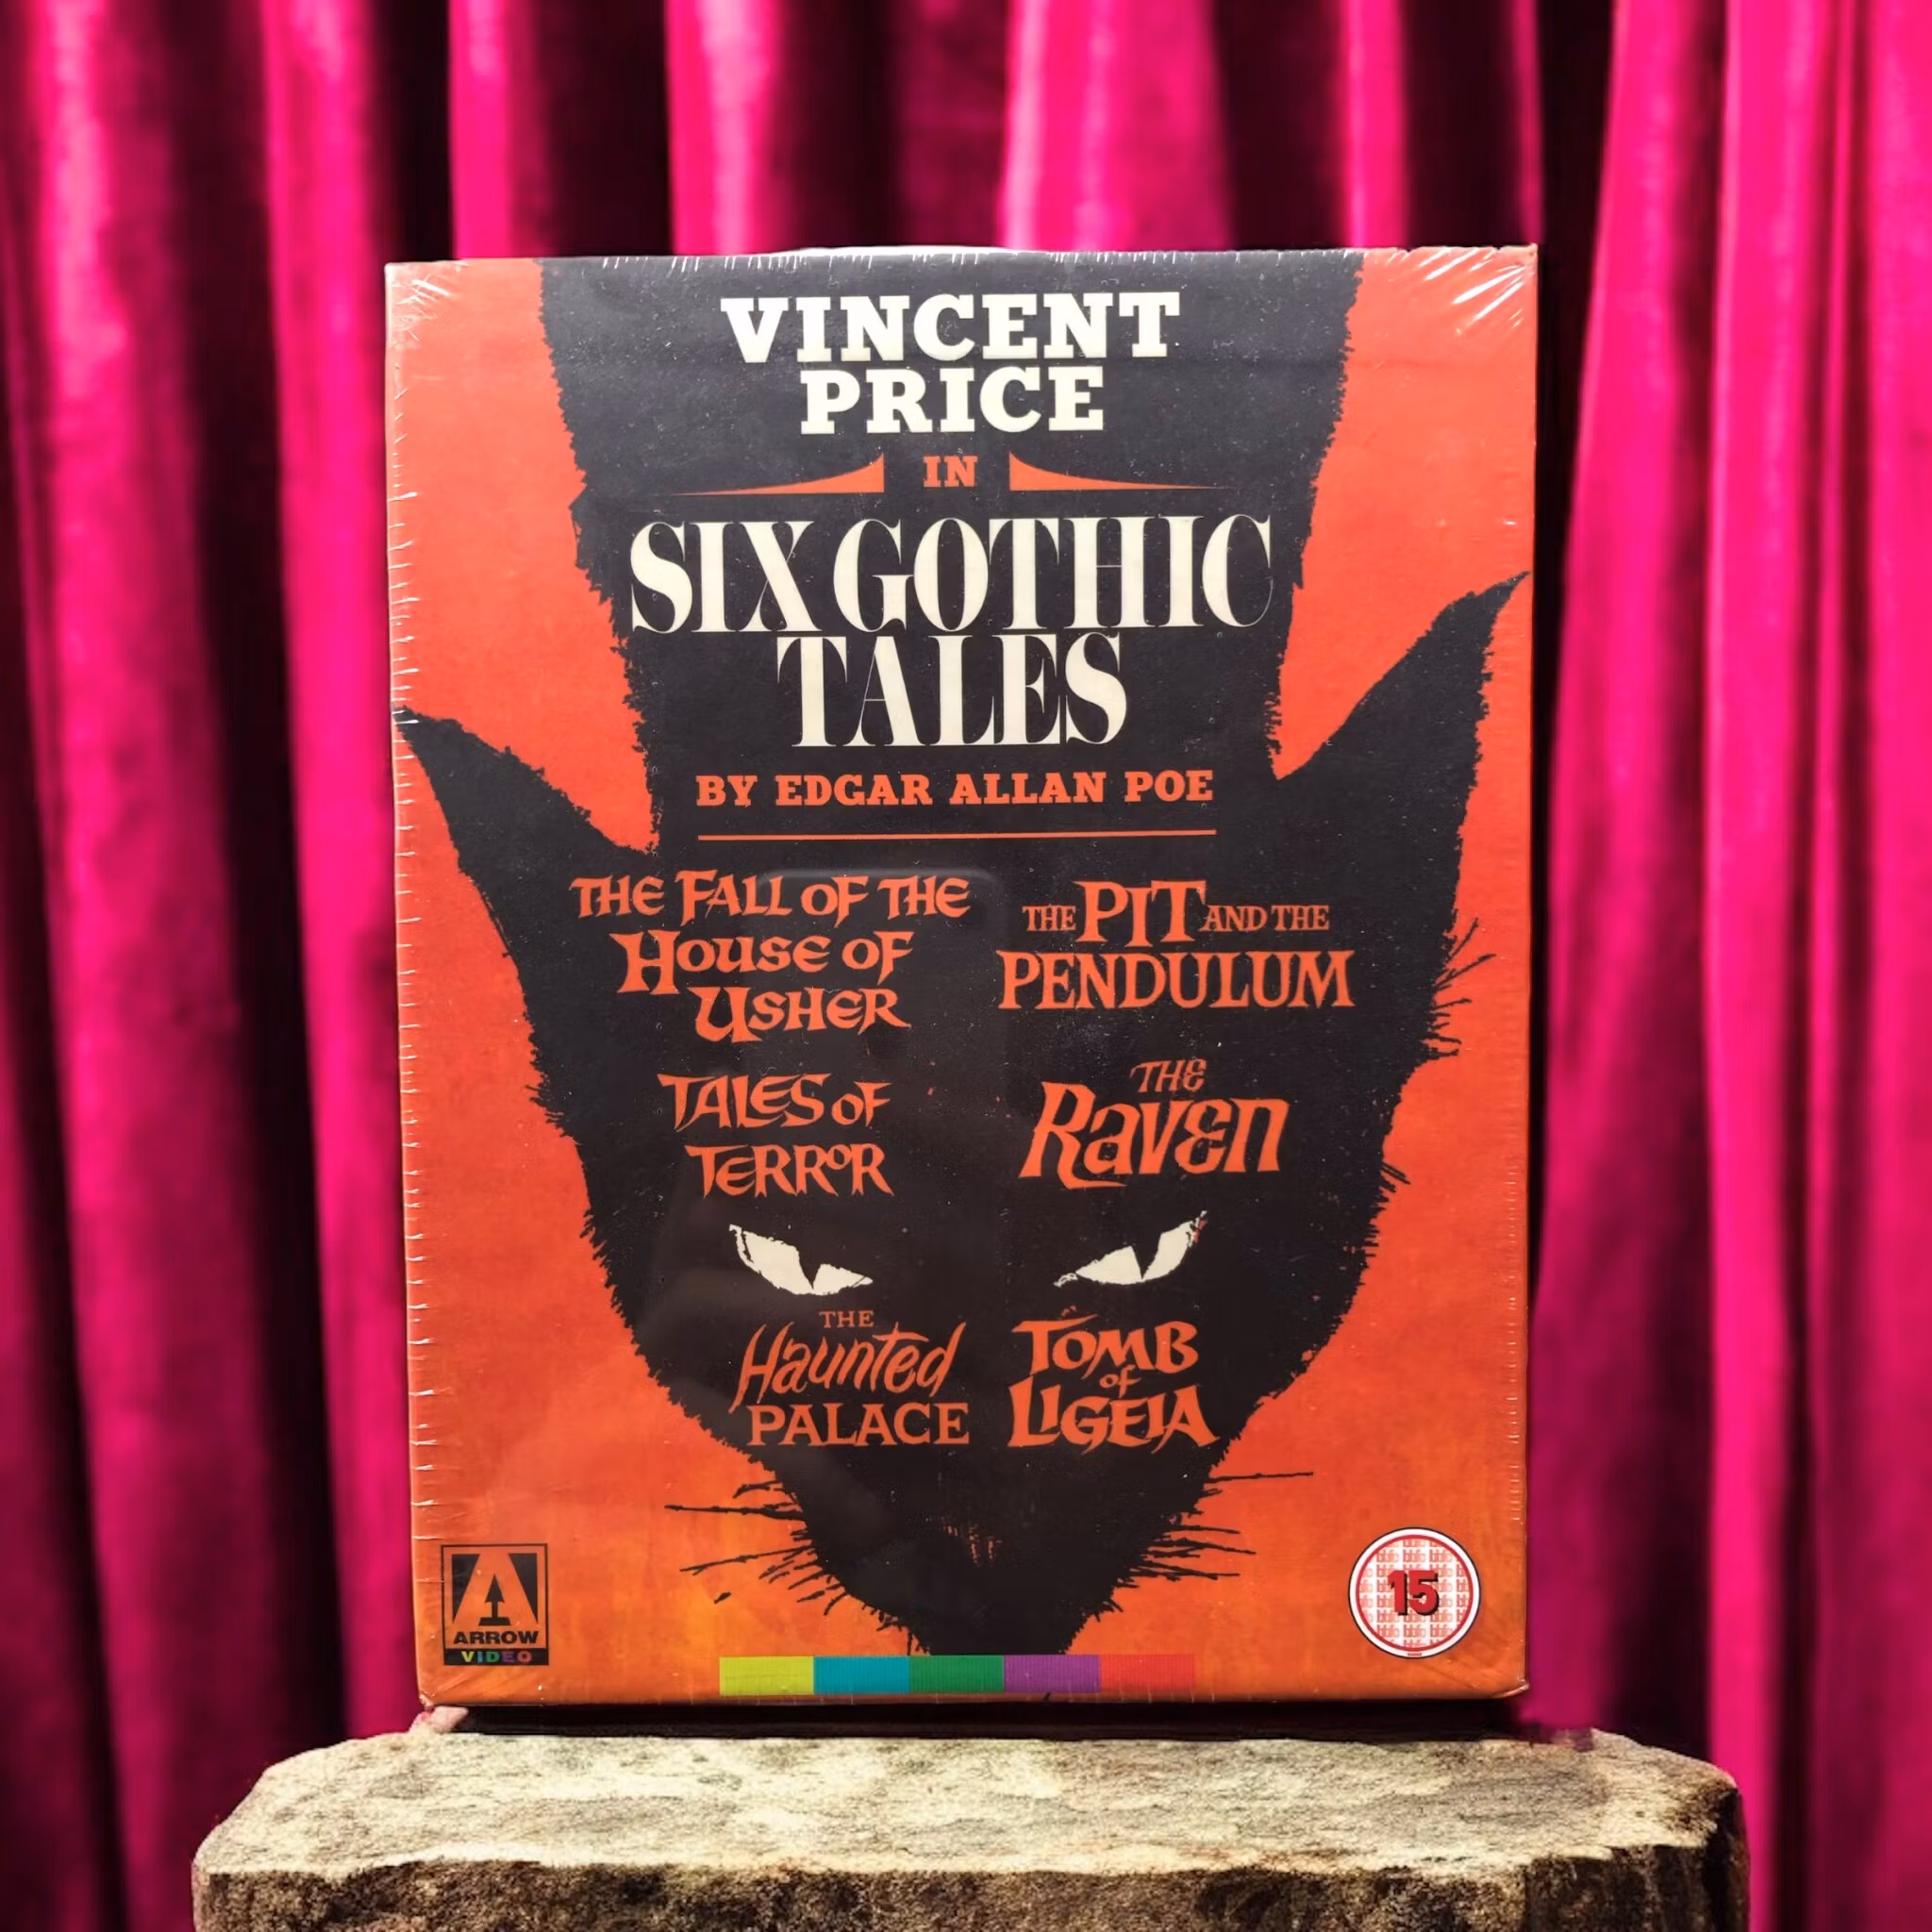 VINCENT
PRICE
IN
SIX GOTHIC
TALES
BY EDGAR ALLAN POE
THE FALL OF THE
HOUSE OF
USHER
THE PIT AND THE
PENDULUM
TALES OF
TERROR
THE
RAVEN
THE
Haunted
PALACE
TOMB
of
LIGEIA
ARROW
VIDEO
15